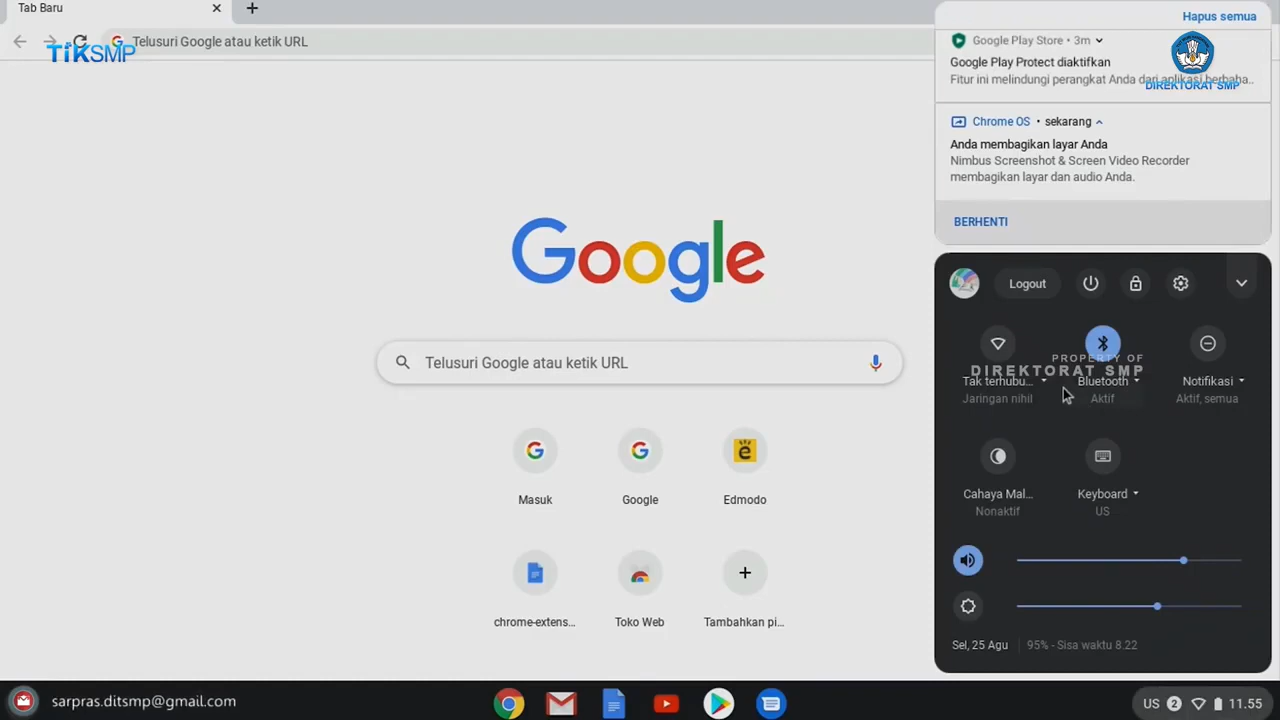 Tab Baru
Telusuri Google atau ketik URL
TikSMP
Hapus semua
Google Play Store • 3m
Google Play Protect diaktifkan
Fitur ini melindungi perangkat Anda dari aplikasi berbaha..
DIREKTORAT SMP
Chrome OS • sekarang
Anda membagikan layar Anda
Nimbus Screenshot & Screen Video Recorder
membagikan layar dan audio Anda.
BERHENTI
Google
Telusuri Google atau ketik URL
Masuk
Google
Edmodo
chrome-extens...
Toko Web
Tambahkan pi...
Logout
PROPERTY OF
DIREKTORAT SMP
Tak terhubu...
Jaringan nihil
Bluetooth
Aktif
Notifikasi
Aktif, semua
Cahaya Mal...
Nonaktif
Keyboard
US
Sel, 25 Agu
95% - Sisa waktu 8.22
sarpras.ditsmp@gmail.com
US 2 11.55